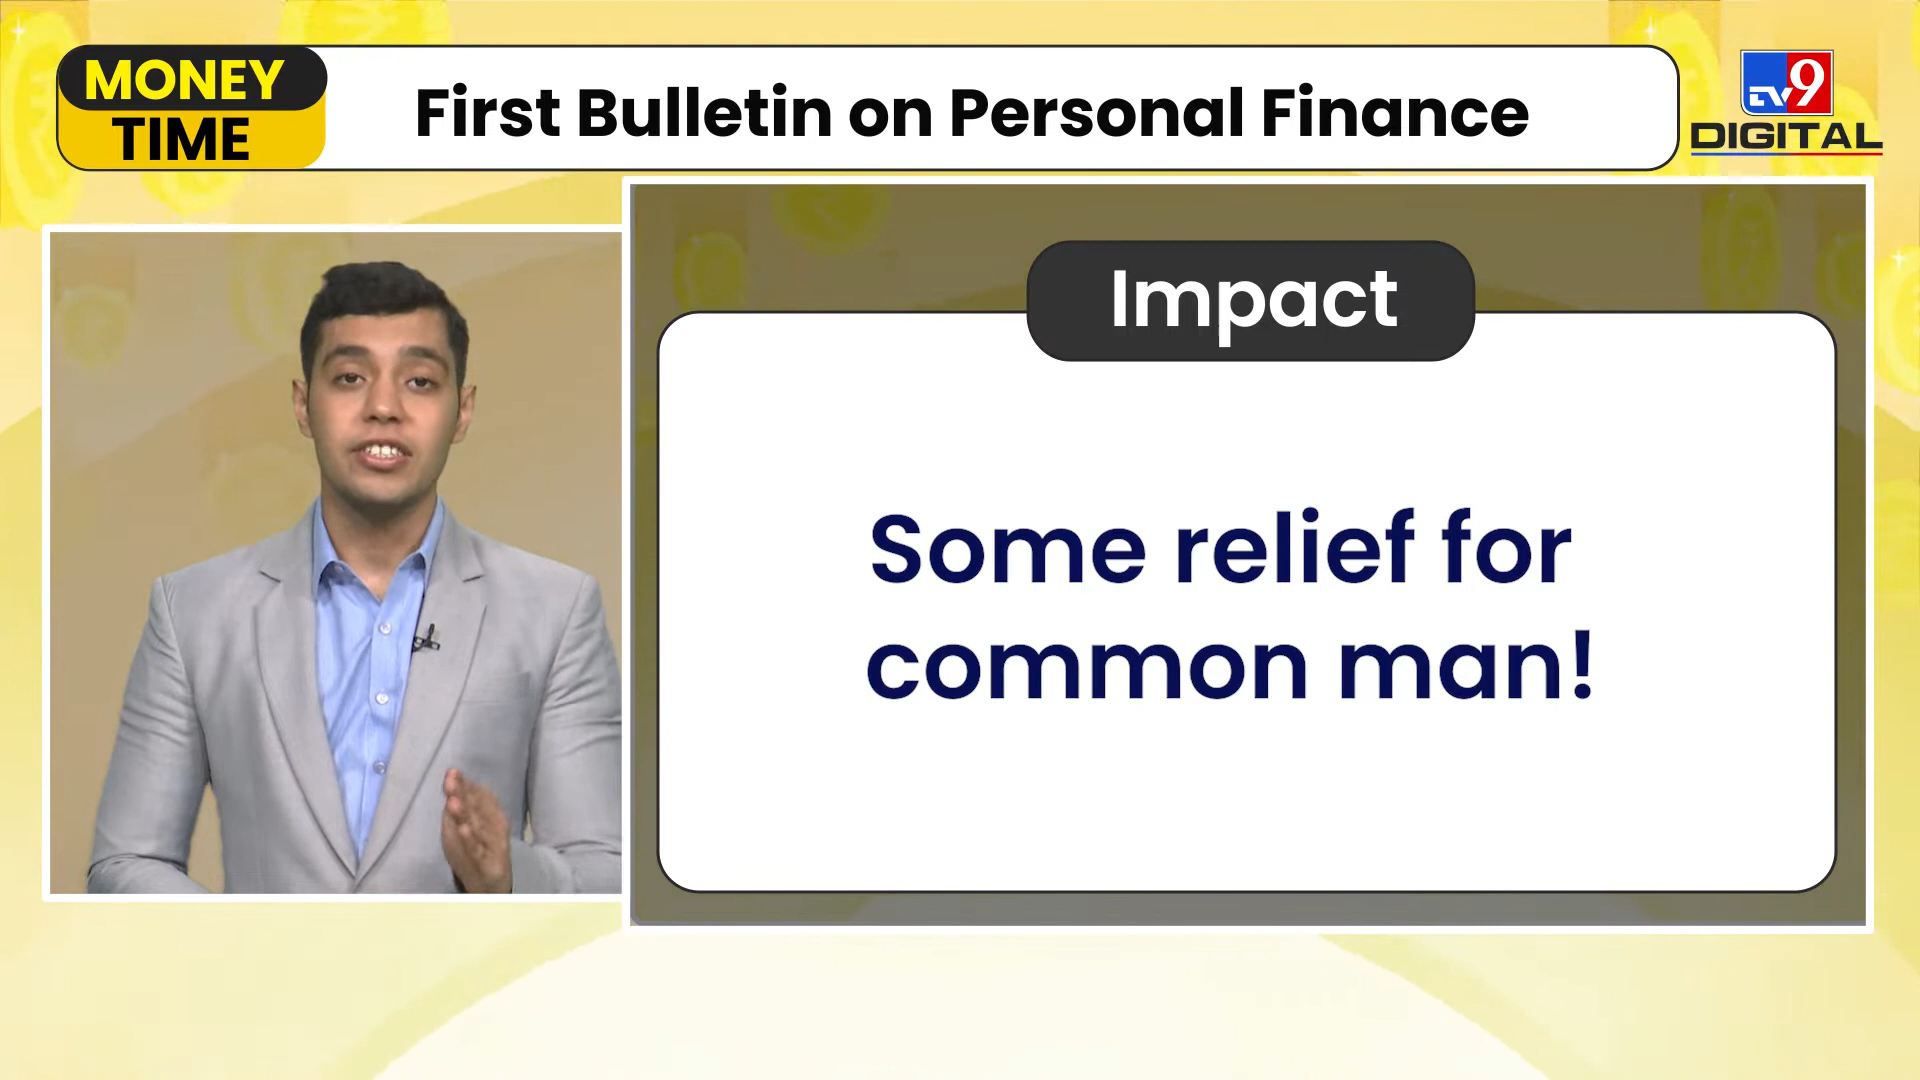 MONEY
TIME
First Bulletin on Personal Finance
TV9
DIGITAL
Impact
Some relief for
common man!